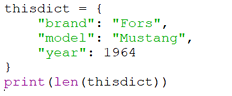 thisdict = {
    "brand": "Fors",
    "model": "Mustang",
    "year": 1964
}
print(len(thisdict))